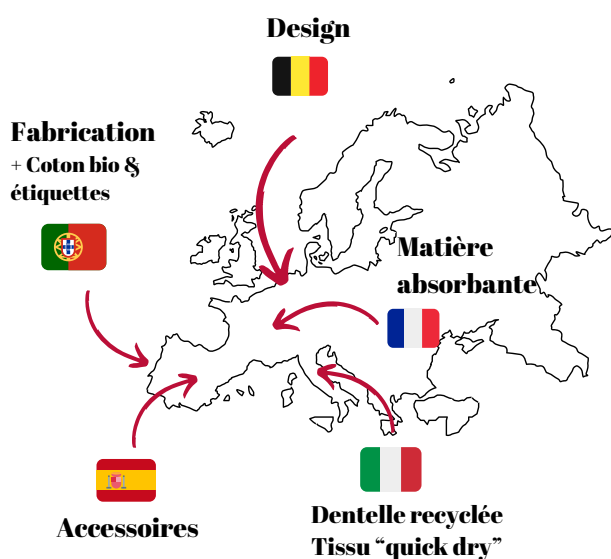 Design
Fabrication
+ Coton bio &
étiquettes
Matière
absorbante
Accessoires
Dentelle recyclée
Tissu “quick dry”